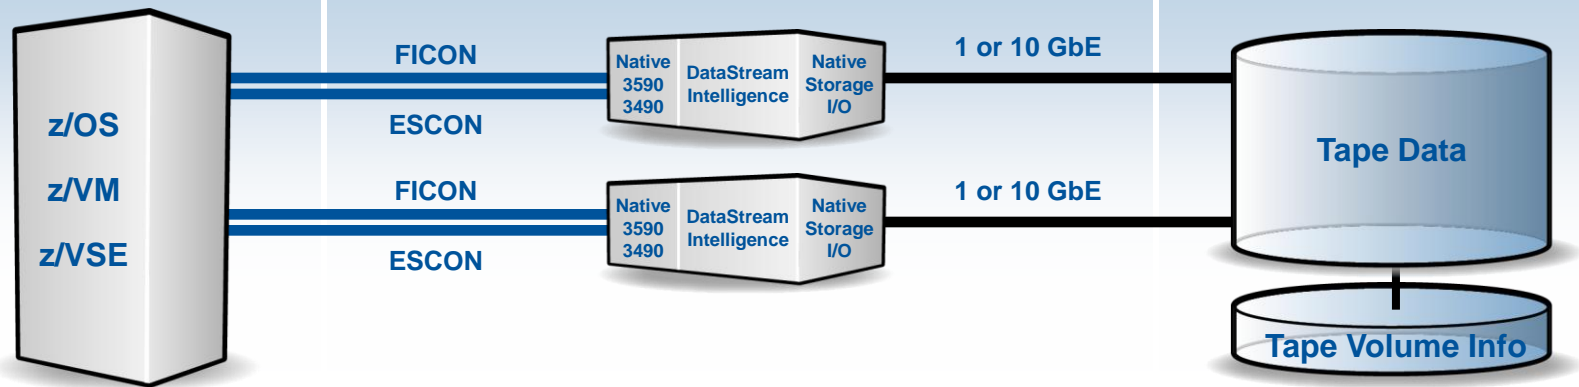 z/OS
z/VM
z/VSE
FICON
ESCON
Native
3590
3490
DataStream
Intelligence
Native
Storage
I/O
1 or 10 GbE
FICON
ESCON
Native
3590
3490
DataStream
Intelligence
Native
Storage
I/O
1 or 10 GbE
Tape Data
Tape Volume Info